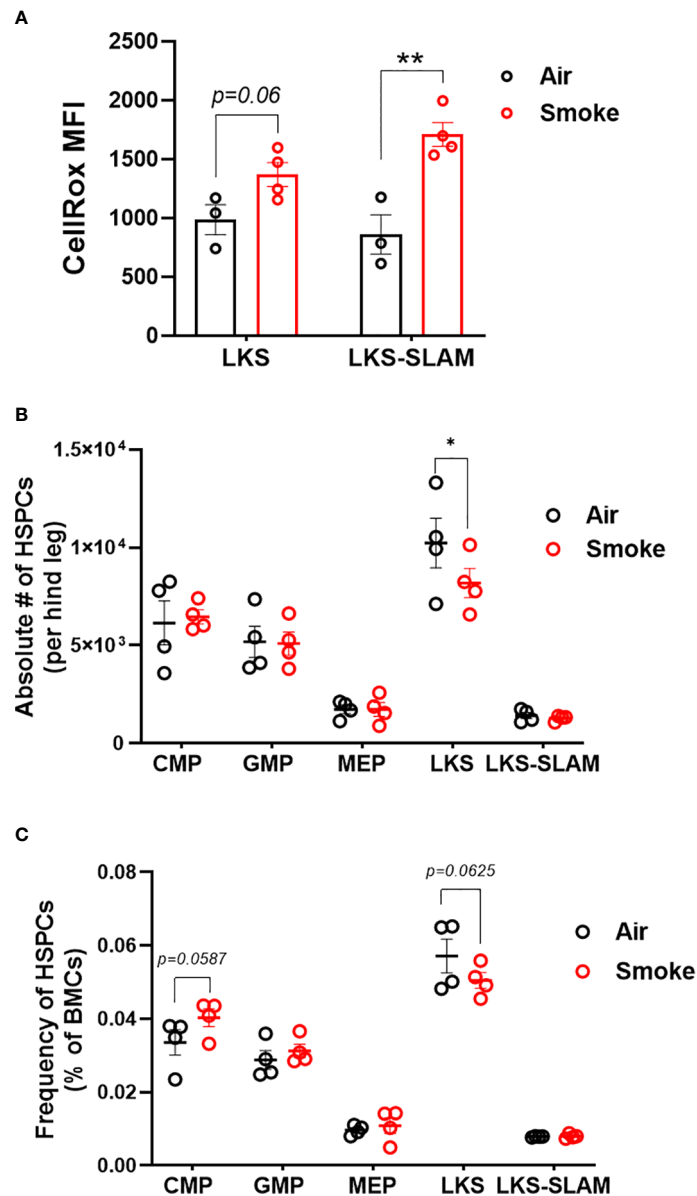 A
CellRox MFI
2500
2000
1500
1000
500
0
p=0.06
**
Air
Smoke
LKS LKS-SLAM
B
Absolute # of HSPCs
(per hind leg)
1.5×10⁴
1×10⁴
5×10³
0
*
Air
Smoke
CMP GMP MEP LKS LKS-SLAM
C
Frequency of HSPCs
(% of BMCs)
0.08
0.06
0.04
0.02
0.00
p=0.0587
p=0.0625
Air
Smoke
CMP GMP MEP LKS LKS-SLAM